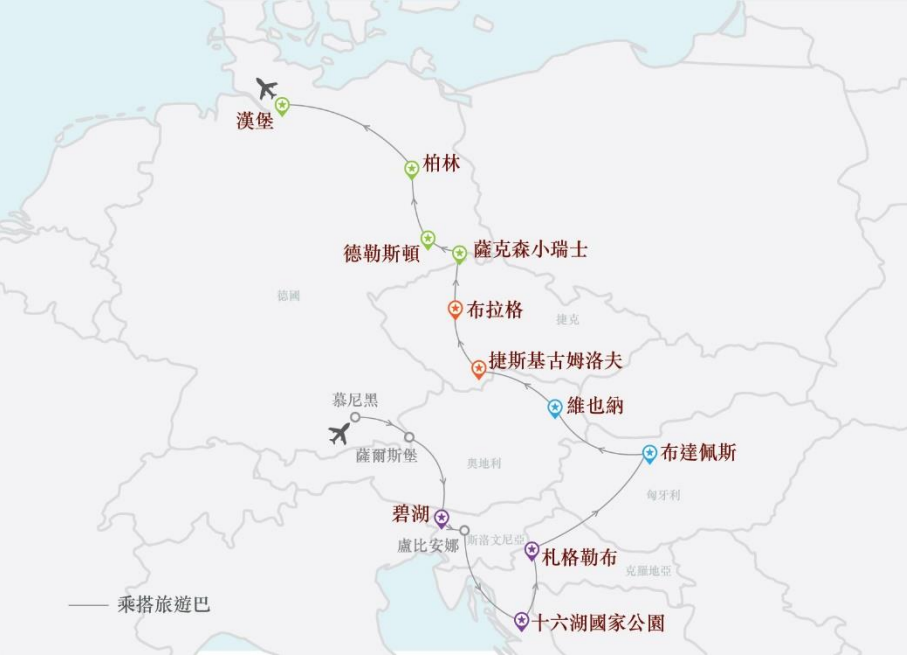 漢堡
柏林
德勒斯頓
薩克森小瑞士
德國
布拉格
捷克
捷斯基古姆洛夫
慕尼黑
維也納
薩爾斯堡
奧地利
布達佩斯
匈牙利
碧湖
盧比安娜
斯洛文尼亞
札格勒布
克羅地亞
乘搭旅遊巴
十六湖國家公園